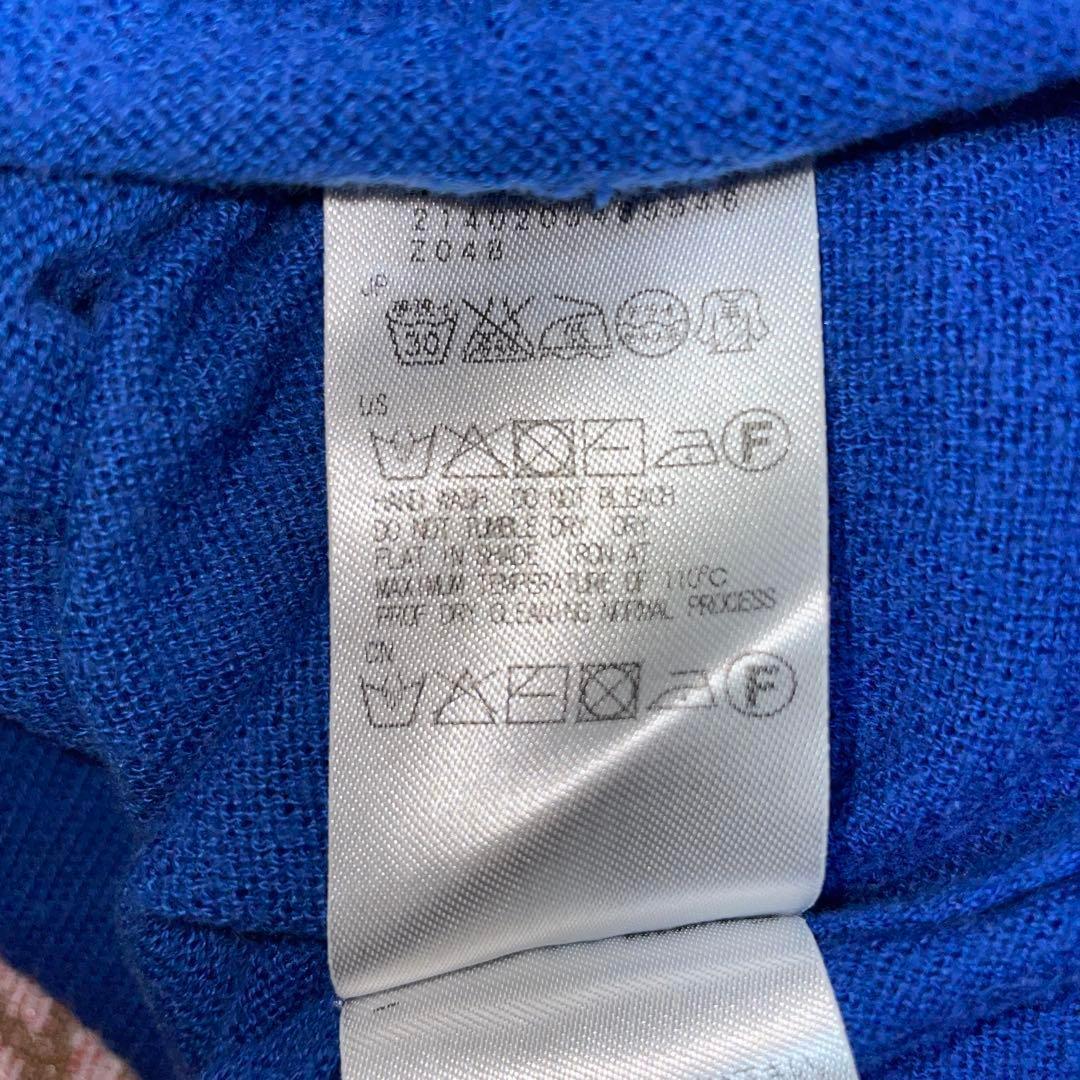 Z048
JP
30
US
F
HAND WASH DO NOT BLEACH
DO NOT TUMBLE DRY DRY
FLAT IN SHADE IRON AT
MAXIMUM TEMPERATURE OF 110°C
PROF DRY CLEANING NORMAL PROCESS
CN
F